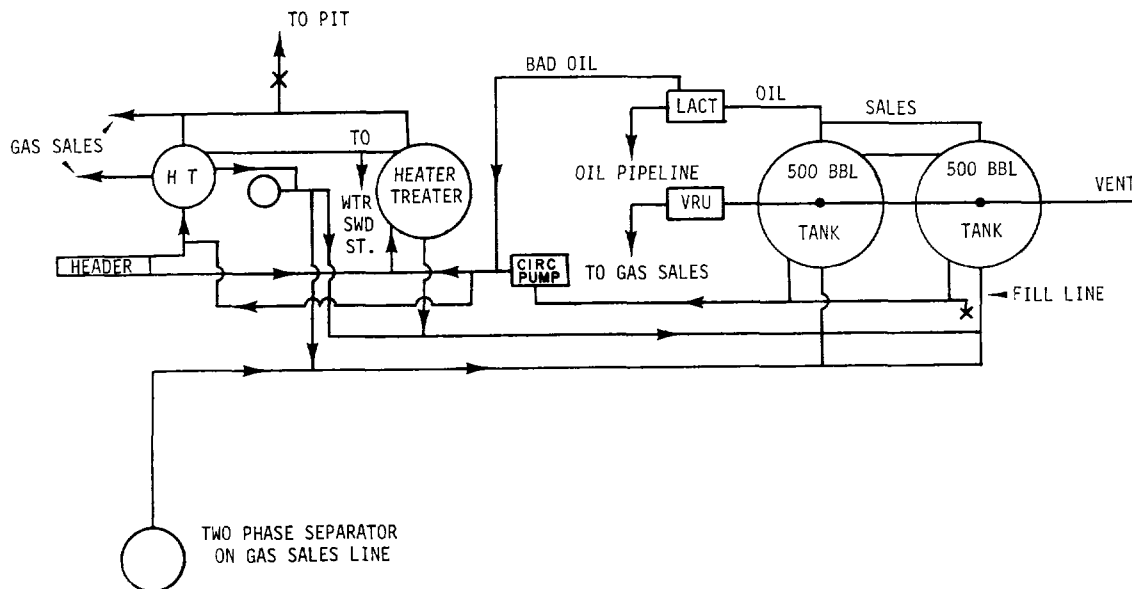 TO PIT
BAD OIL
LACT
OIL
SALES
GAS SALES
TO
H T
HEATER
TREATER
500 BBL
TANK
500 BBL
TANK
OIL PIPELINE
WTR
SWD
ST.
VRU
VENT
HEADER
CIRC
PUMP
TO GAS SALES
FILL LINE
TWO PHASE SEPARATOR
ON GAS SALES LINE